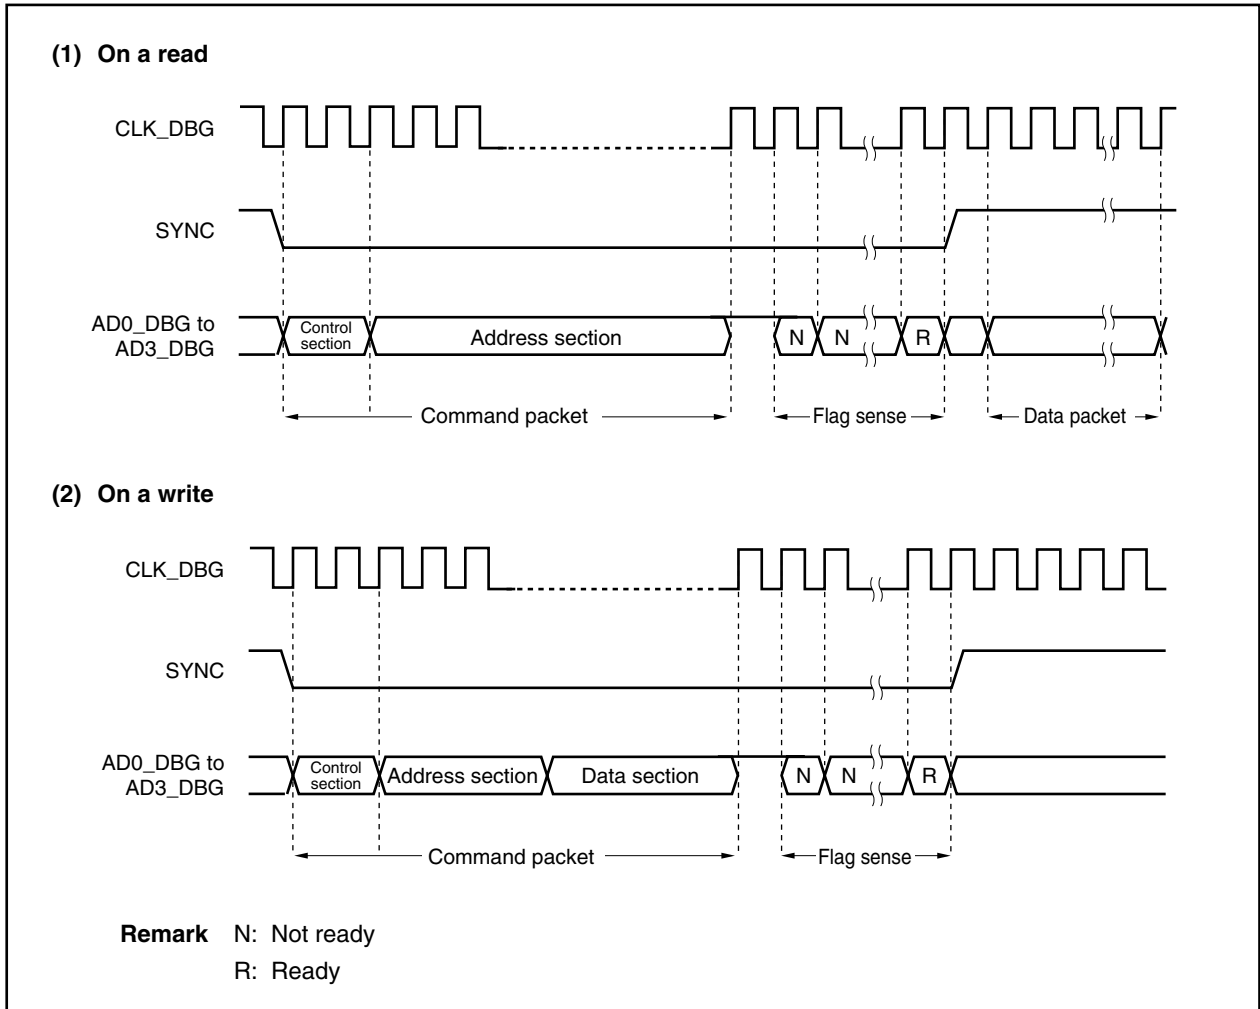 (1) On a read
CLK_DBG
SYNC
AD0_DBG to
AD3_DBG
Control
section
Address section
N
N
R
Command packet
Flag sense
Data packet
(2) On a write
CLK_DBG
SYNC
AD0_DBG to
AD3_DBG
Control
section
Address section
Data section
N
N
R
Command packet
Flag sense
Remark N: Not ready
R: Ready